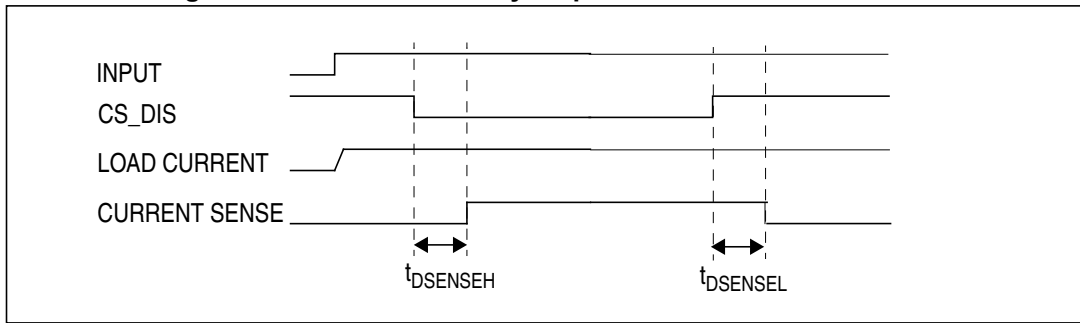 INPUT
CS_DIS
LOAD CURRENT
CURRENT SENSE
tDSENSEH
tDSENSEL